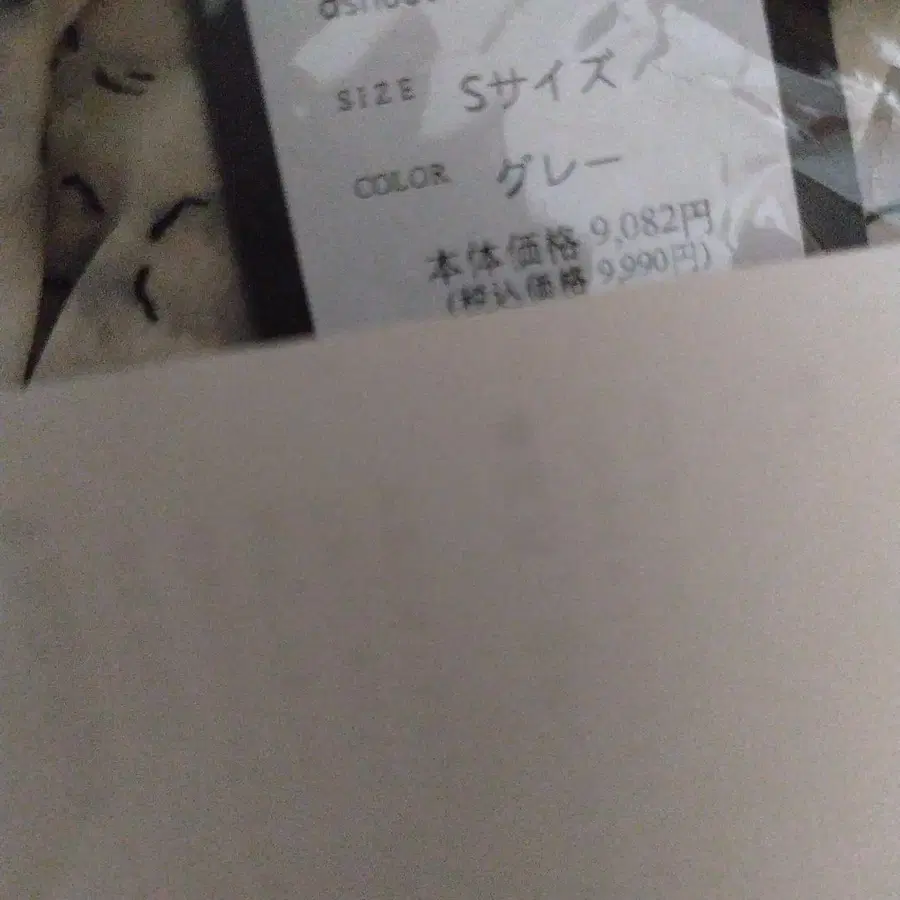 SIZE Sサイズ
COLOR グレー
本体価格 9,082円
(税込価格 9,990円)